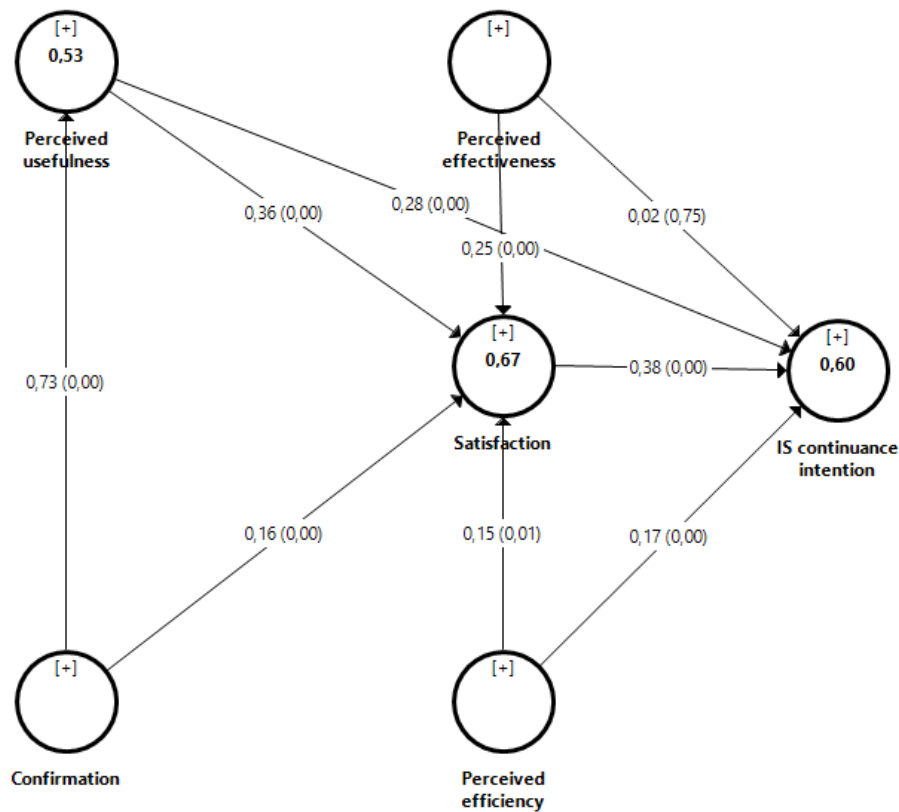 [+]
0,53
Perceived
usefulness
[+]
Perceived
effectiveness
0,36 (0,00)
0,28 (0,00)
0,02 (0,75)
0,25 (0,00)
[+]
0,67
Satisfaction
0,38 (0,00)
[+]
0,60
IS continuance
intention
0,73 (0,00)
0,16 (0,00)
0,15 (0,01)
0,17 (0,00)
[+]
Confirmation
[+]
Perceived
efficiency